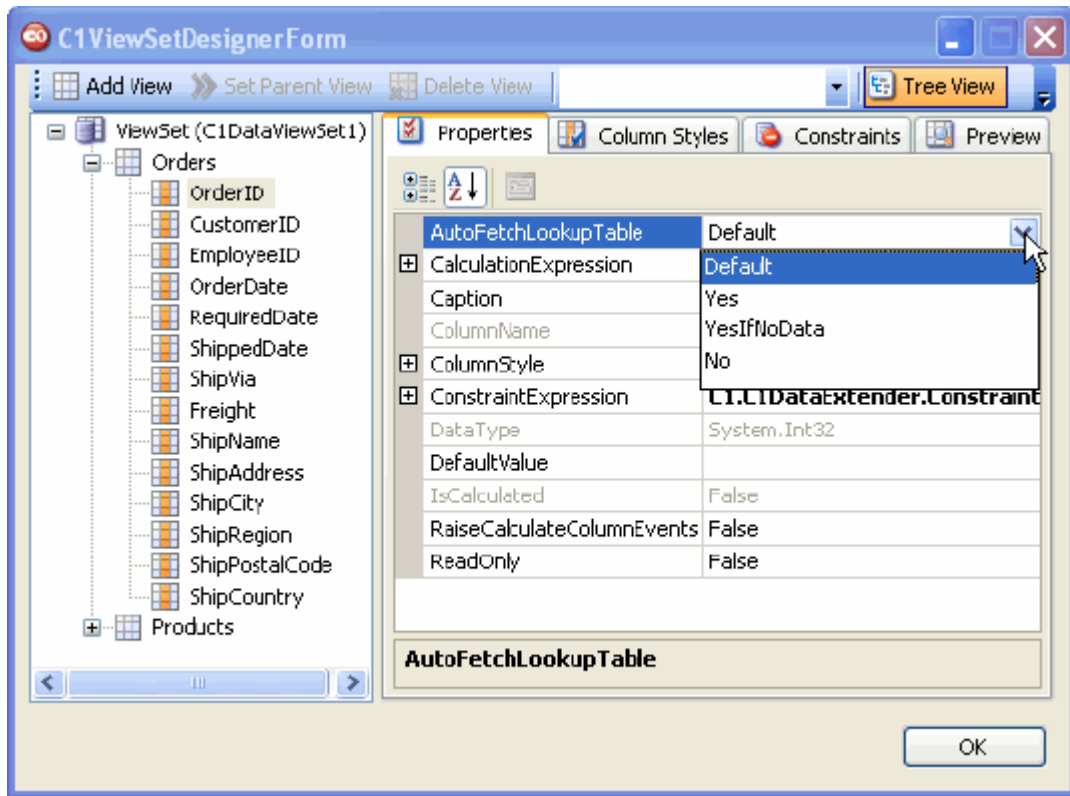 C1ViewSetDesignerForm
Add View Set Parent View Delete View Tree View
ViewSet (C1DataViewSet1)
Orders
OrderID
CustomerID
EmployeeID
OrderDate
RequiredDate
ShippedDate
ShipVia
Freight
ShipName
ShipAddress
ShipCity
ShipRegion
ShipPostalCode
ShipCountry
Products
Properties Column Styles Constraints Preview
AutoFetchLookupTable Default
CalculationExpression
Caption
ColumnName
ColumnStyle
ConstraintExpression C1.C1DataExtender.Constraint
DataType System.Int32
DefaultValue
IsCalculated False
RaiseCalculateColumnEvents False
ReadOnly False
Default
Yes
YesIfNoData
No
AutoFetchLookupTable
OK